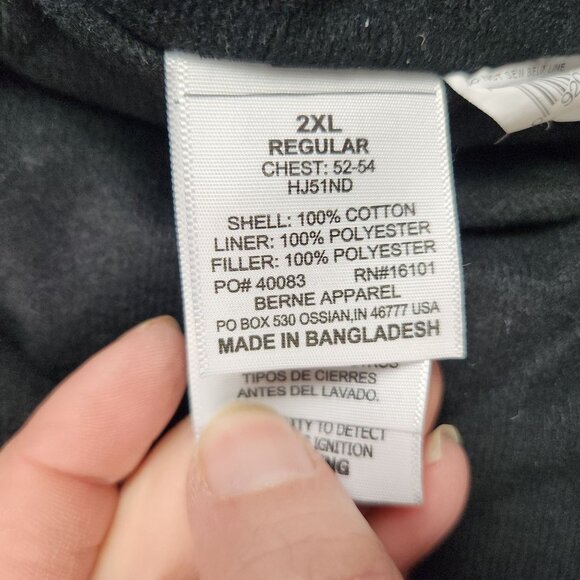 2XL
REGULAR
CHEST: 52-54
HJ51ND
SHELL: 100% COTTON
LINER: 100% POLYESTER
FILLER: 100% POLYESTER
PO# 40083 RN#16101
BERNE APPAREL
PO BOX 530 OSSIAN,IN 46777 USA
MADE IN BANGLADESH
TIPOS DE CIERRES
ANTES DEL LAVADO.
TO DETECT
IGNITION